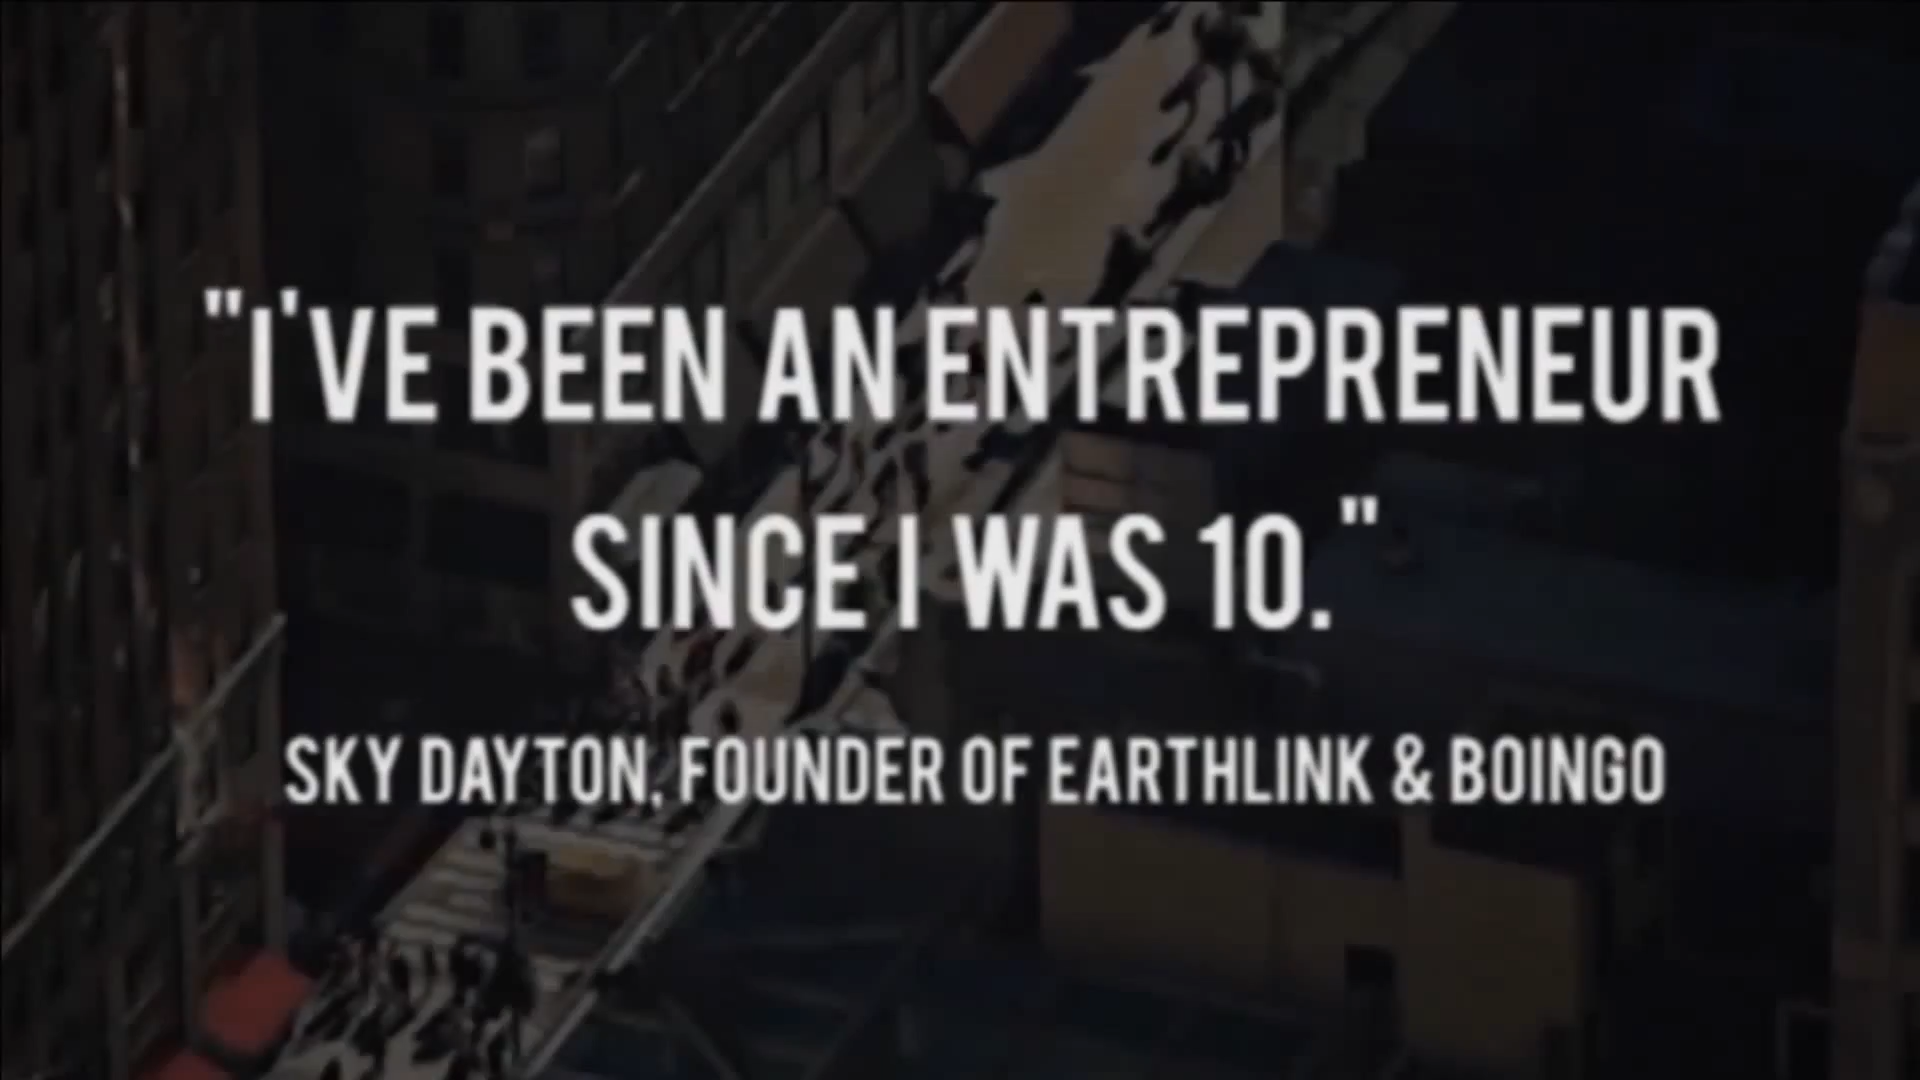 "I'VE BEEN AN ENTREPRENEUR
SINCE I WAS 10."
SKY DAYTON, FOUNDER OF EARTHLINK & BOINGO